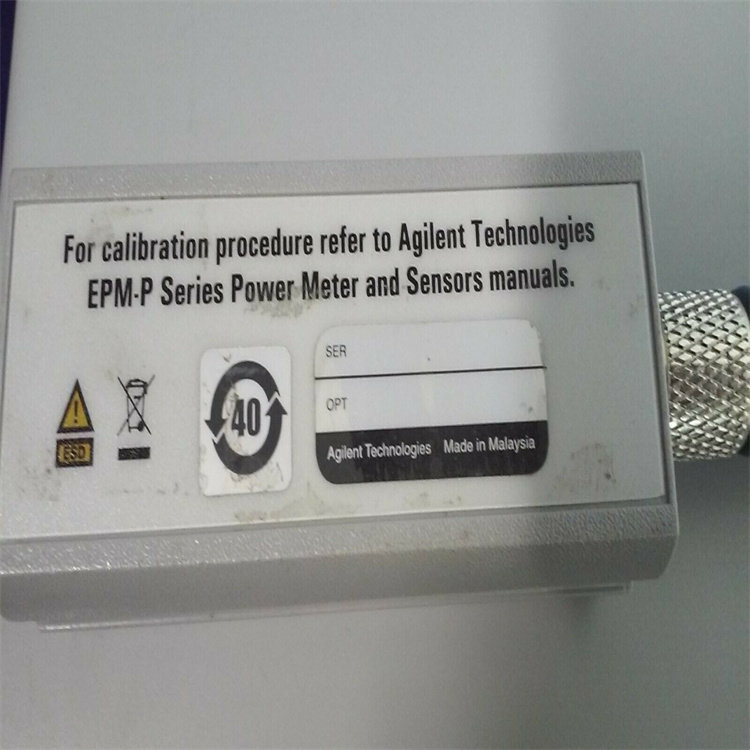 For calibration procedure refer to Agilent Technologies
EPM-P Series Power Meter and Sensors manuals.
ESD
40
SER
OPT
Agilent Technologies Made in Malaysia